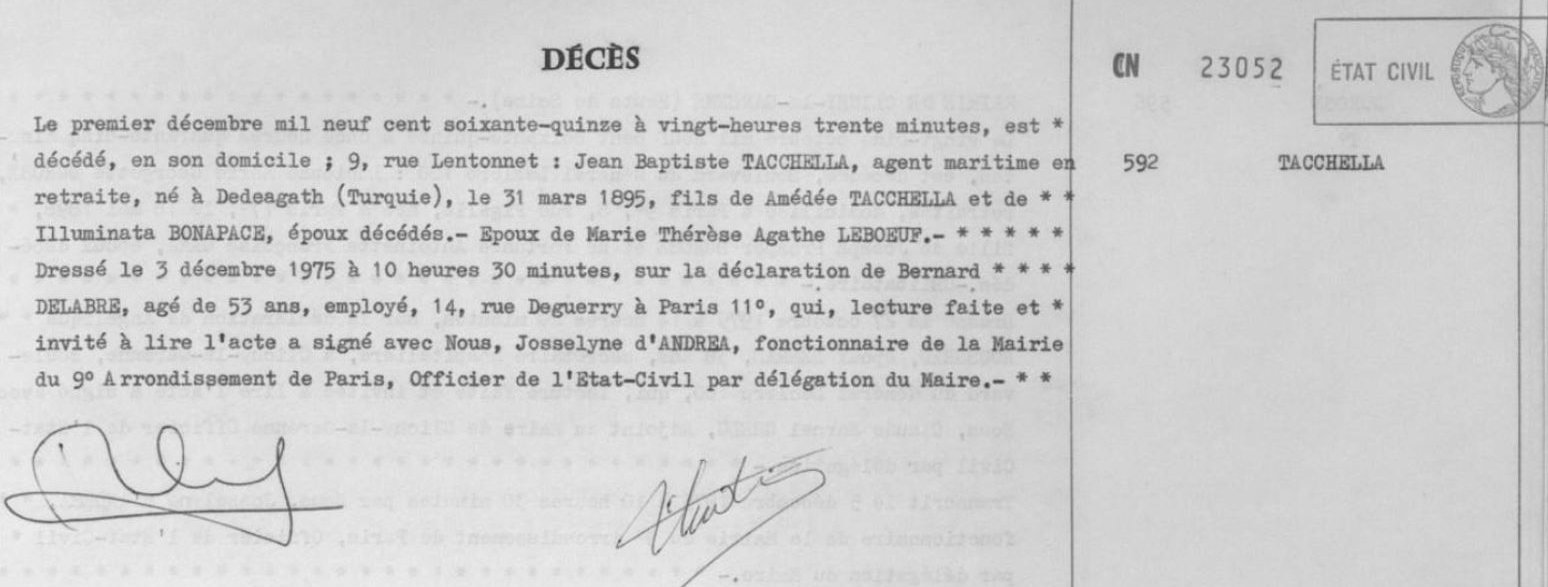 DÉCÈS
CN 23052 ÉTAT CIVIL
Le premier décembre mil neuf cent soixante-quinze à vingt-heures trente minutes, est *
décédé, en son domicile ; 9, rue Lentonnet : Jean Baptiste TACCHELLA, agent maritime en
592 TACCHELLA
retraite, né à Dedeagath (Turquie), le 31 mars 1895, fils de Amédée TACCHELLA et de * *
Illuminata BONAPACE, époux décédés.- Epoux de Marie Thérèse Agathe LEBOEUF.- * * * * *
Dressé le 3 décembre 1975 à 10 heures 30 minutes, sur la déclaration de Bernard * * * *
DELABRE, agé de 53 ans, employé, 14, rue Deguerry à Paris 11°, qui, lecture faite et *
invité à lire l'acte a signé avec Nous, Josselyne d'ANDREA, fonctionnaire de la Mairie
du 9° Arrondissement de Paris, Officier de l'Etat-Civil par délégation du Maire.- * *